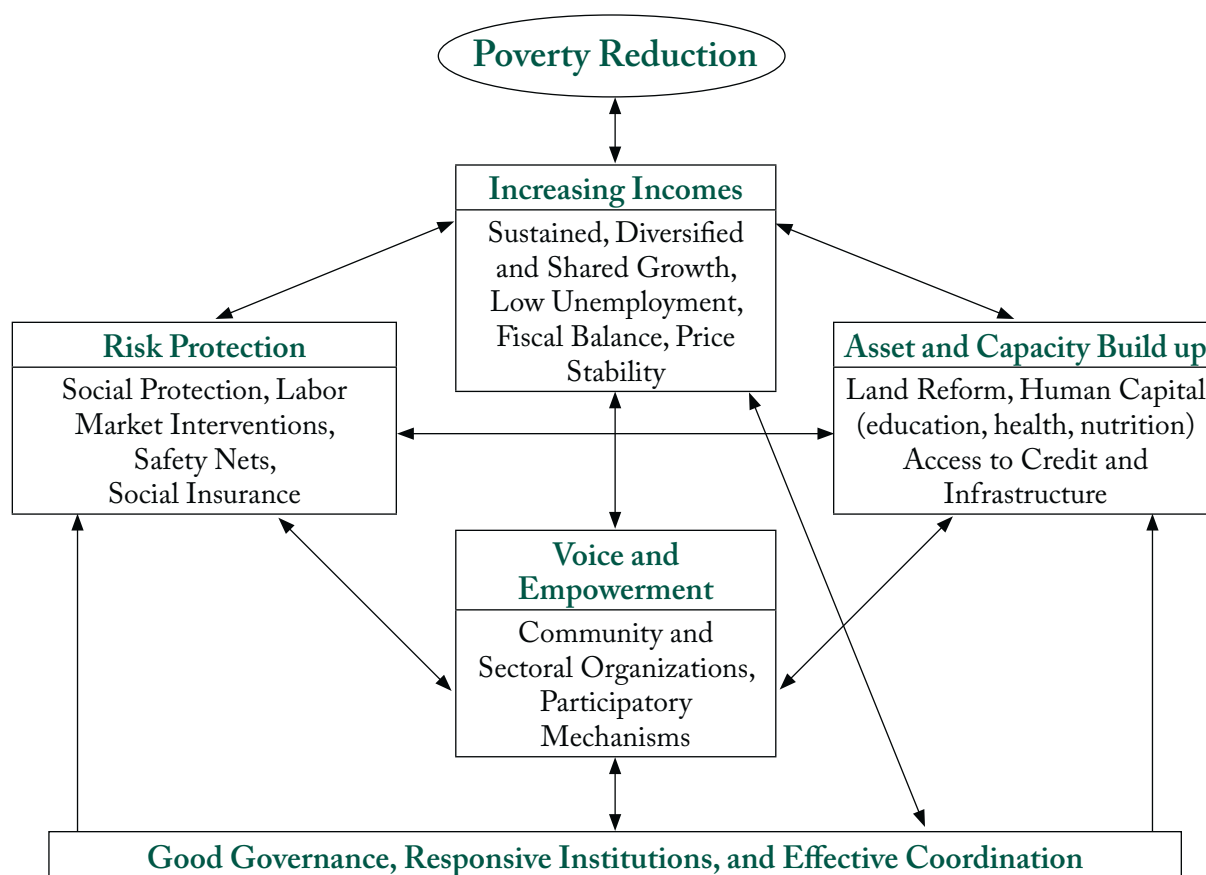 Poverty Reduction
Increasing Incomes
Sustained, Diversified
and Shared Growth,
Low Unemployment,
Fiscal Balance, Price
Stability
Risk Protection
Social Protection, Labor
Market Interventions,
Safety Nets,
Social Insurance
Asset and Capacity Build up
Land Reform, Human Capital
(education, health, nutrition)
Access to Credit and
Infrastructure
Voice and
Empowerment
Community and
Sectoral Organizations,
Participatory
Mechanisms
Good Governance, Responsive Institutions, and Effective Coordination